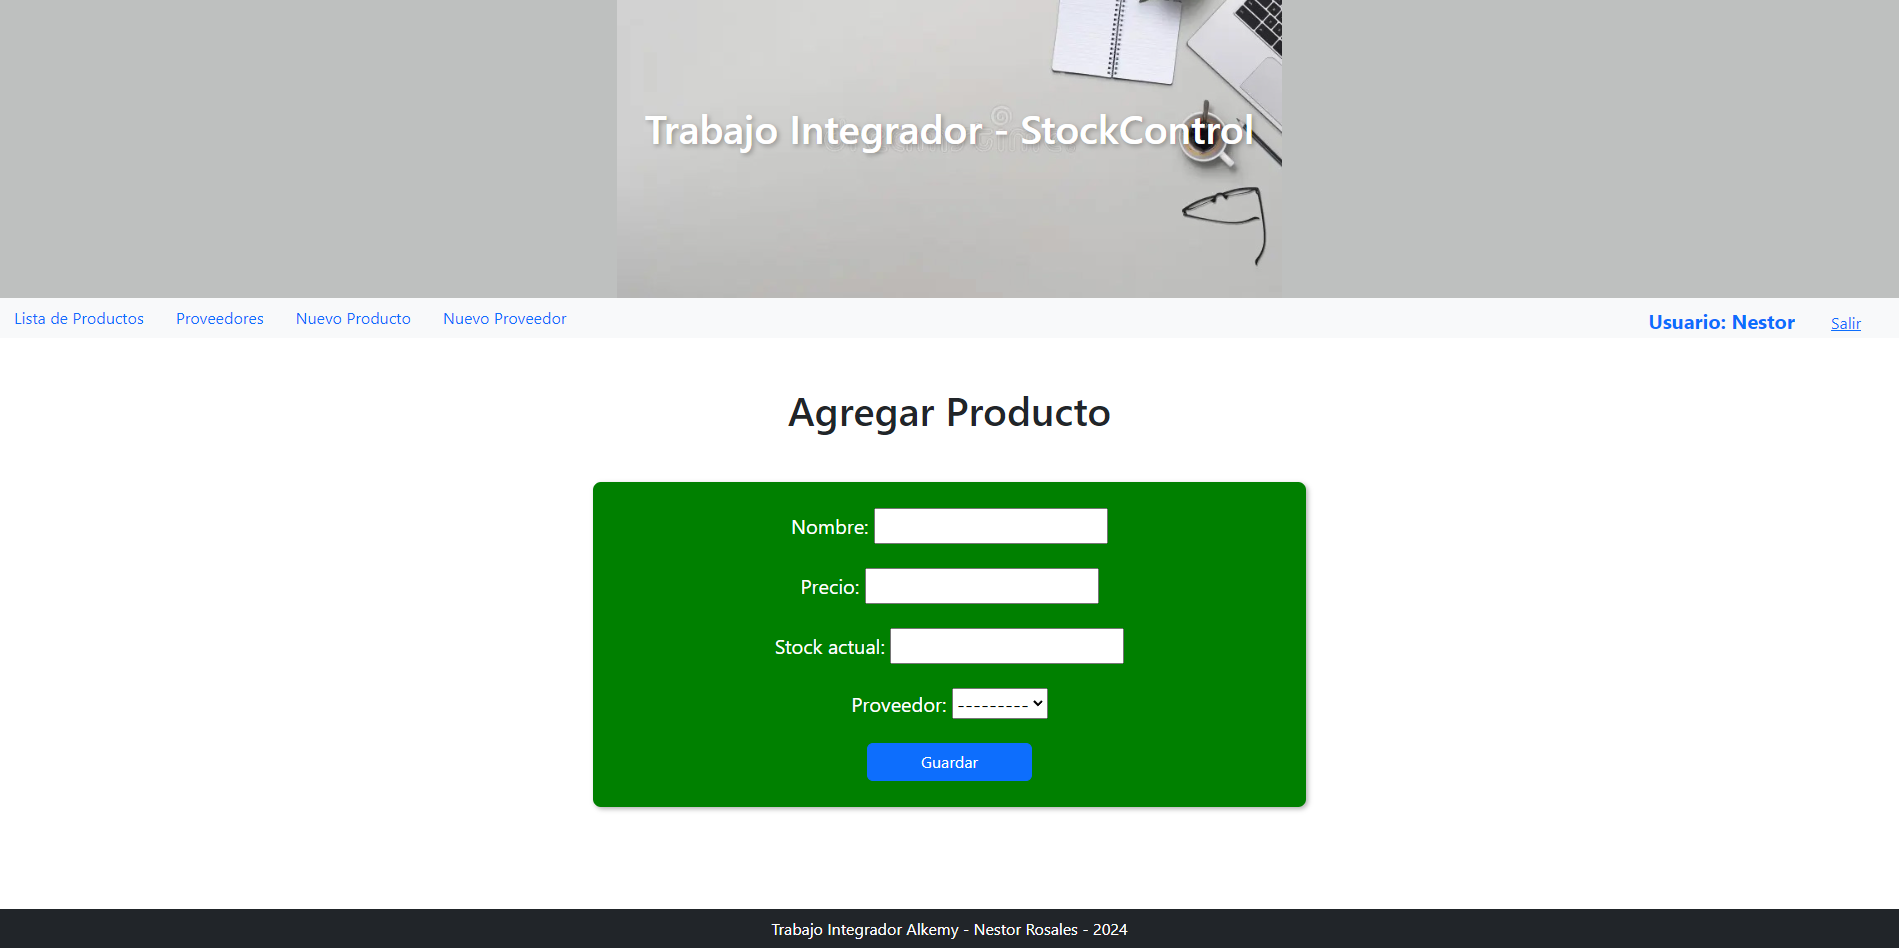 Trabajo Integrador - StockControl
Lista de Productos Proveedores Nuevo Producto Nuevo Proveedor Usuario: Nestor Salir
Agregar Producto
Nombre:
Precio:
Stock actual:
Proveedor: ---------
Guardar
Trabajo Integrador Alkemy - Nestor Rosales - 2024